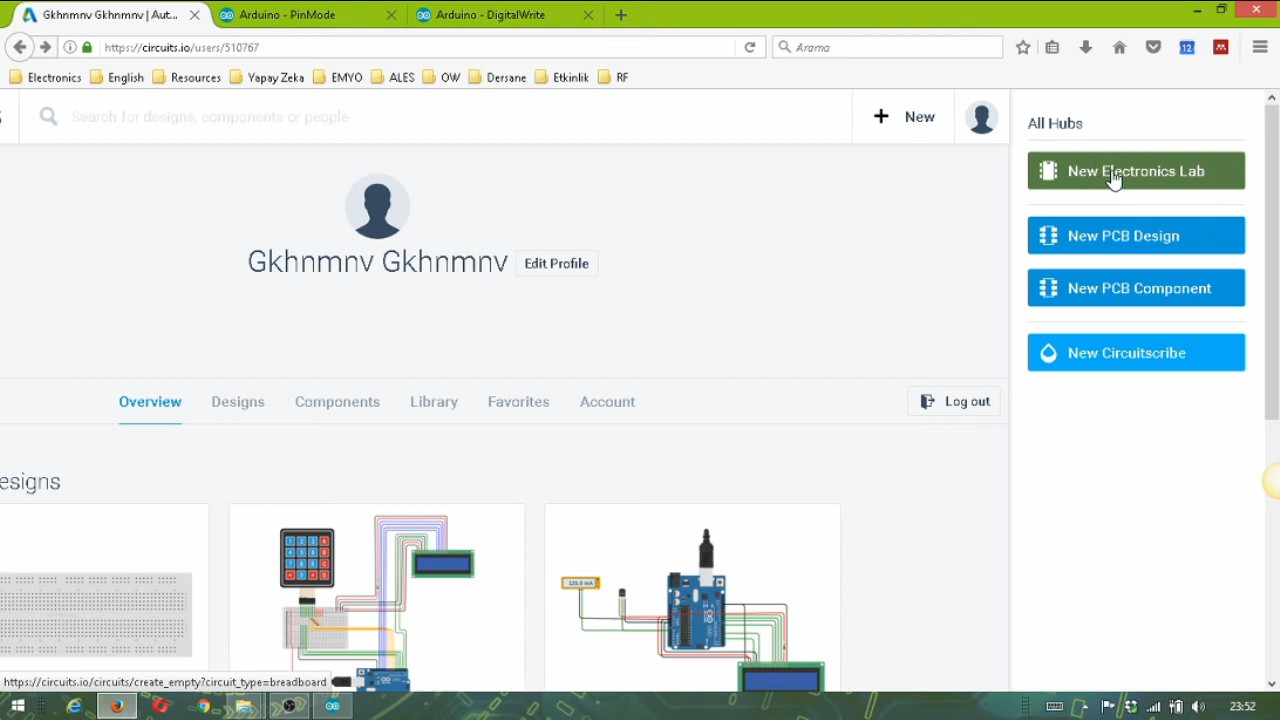 Gkhnmnv Gkhnmnv | Aut...
Arduino - PinMode
Arduino - DigitalWrite
https://circuits.io/users/510767
Arama
12
Electronics
English
Resources
Yapay Zeka
EMYO
ALES
OW
Dersane
Etkinlik
RF
Search for designs, components or people
New
All Hubs
New Electronics Lab
New PCB Design
New PCB Component
New Circuitscribe
Gkhnmnv Gkhnmnv
Edit Profile
Overview
Designs
Components
Library
Favorites
Account
Log out
esigns
https://circuits.io/circuits/create_empty?circuit_type=breadboard
23:52